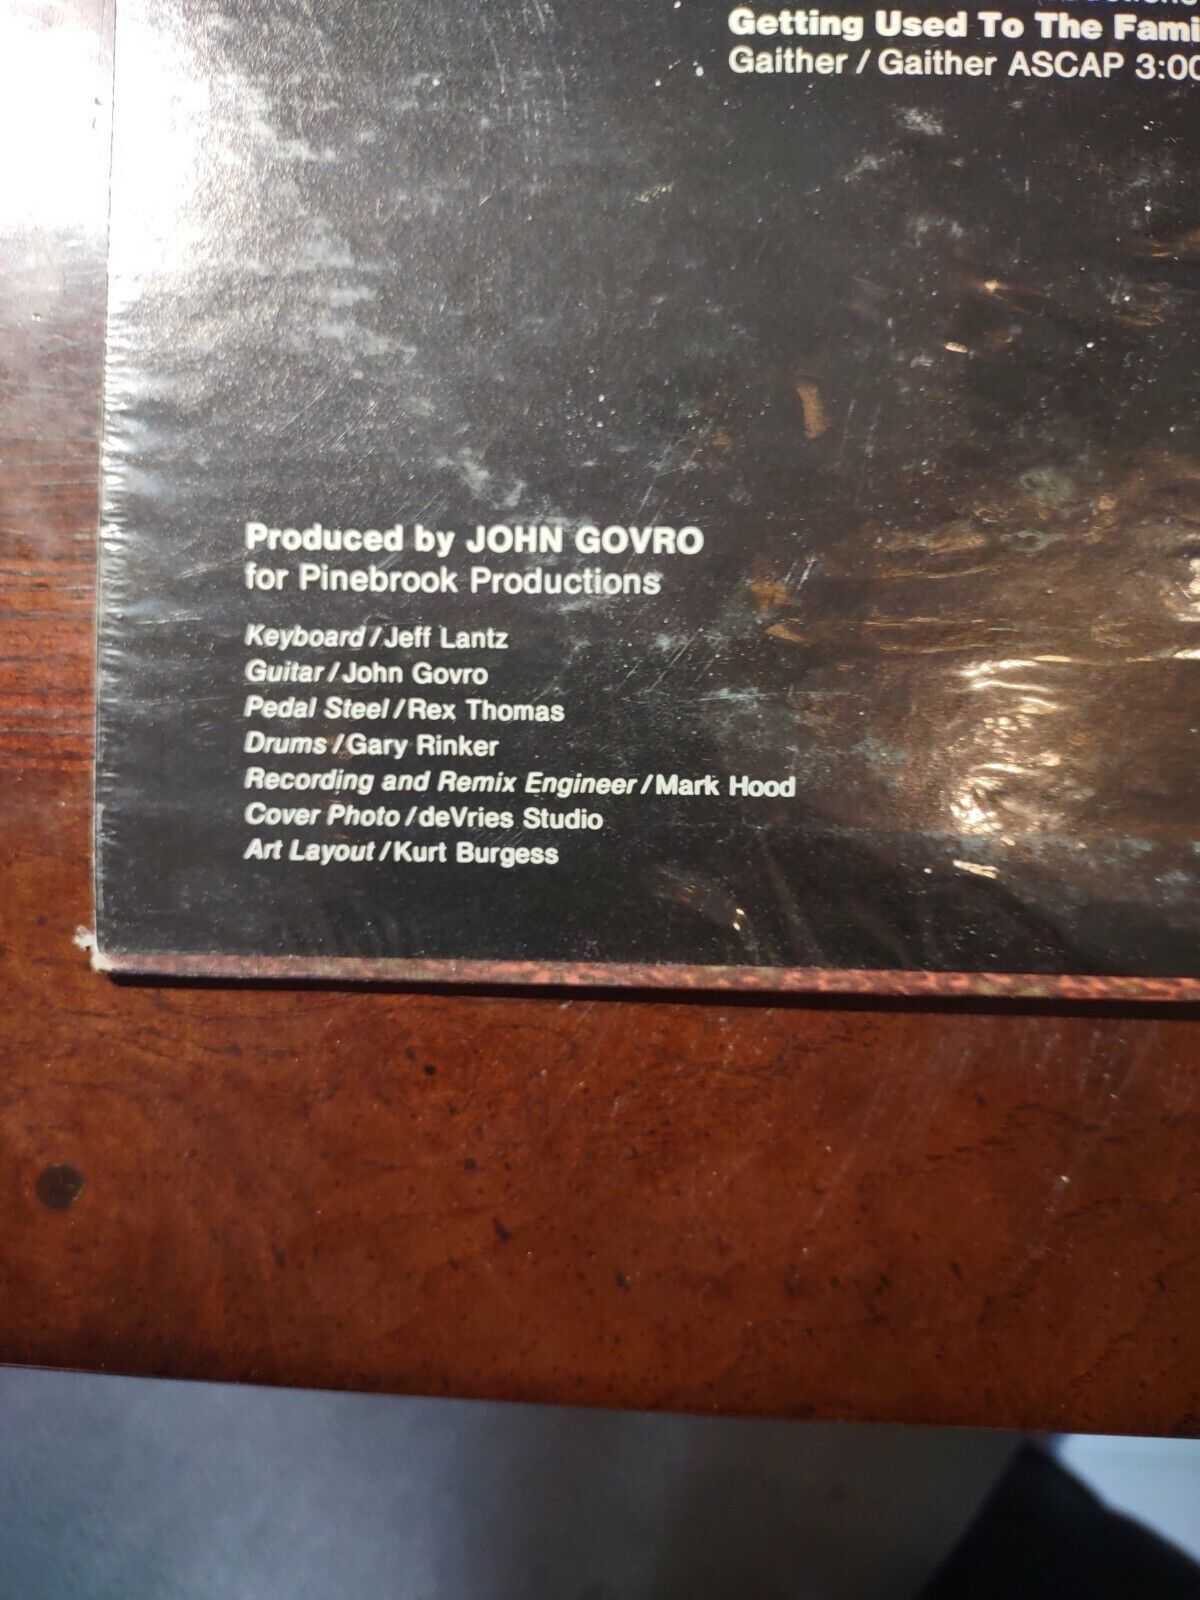 Getting Used To The
Gaither / Gaither ASCAP 3:00
Produced by JOHN GOVRO
for Pinebrook Productions
Keyboard / Jeff Lantz
Guitar / John Govro
Pedal Steel / Rex Thomas
Drums / Gary Rinker
Recording and Remix Engineer / Mark Hood
Cover Photo / deVries Studio
Art Layout / Kurt Burgess